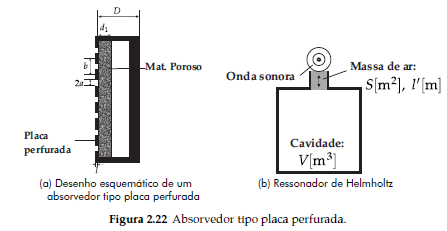 D
d₁
b
2a
Mat. Poroso
Placa
perfurada
l
(a) Desenho esquemático de um
absorvedor tipo placa perfurada
Onda sonora
Massa de ar:
S[m²], l'[m]
Cavidade:
V[m³]
(b) Ressonador de Helmholtz
Figura 2.22 Absorvedor tipo placa perfurada.